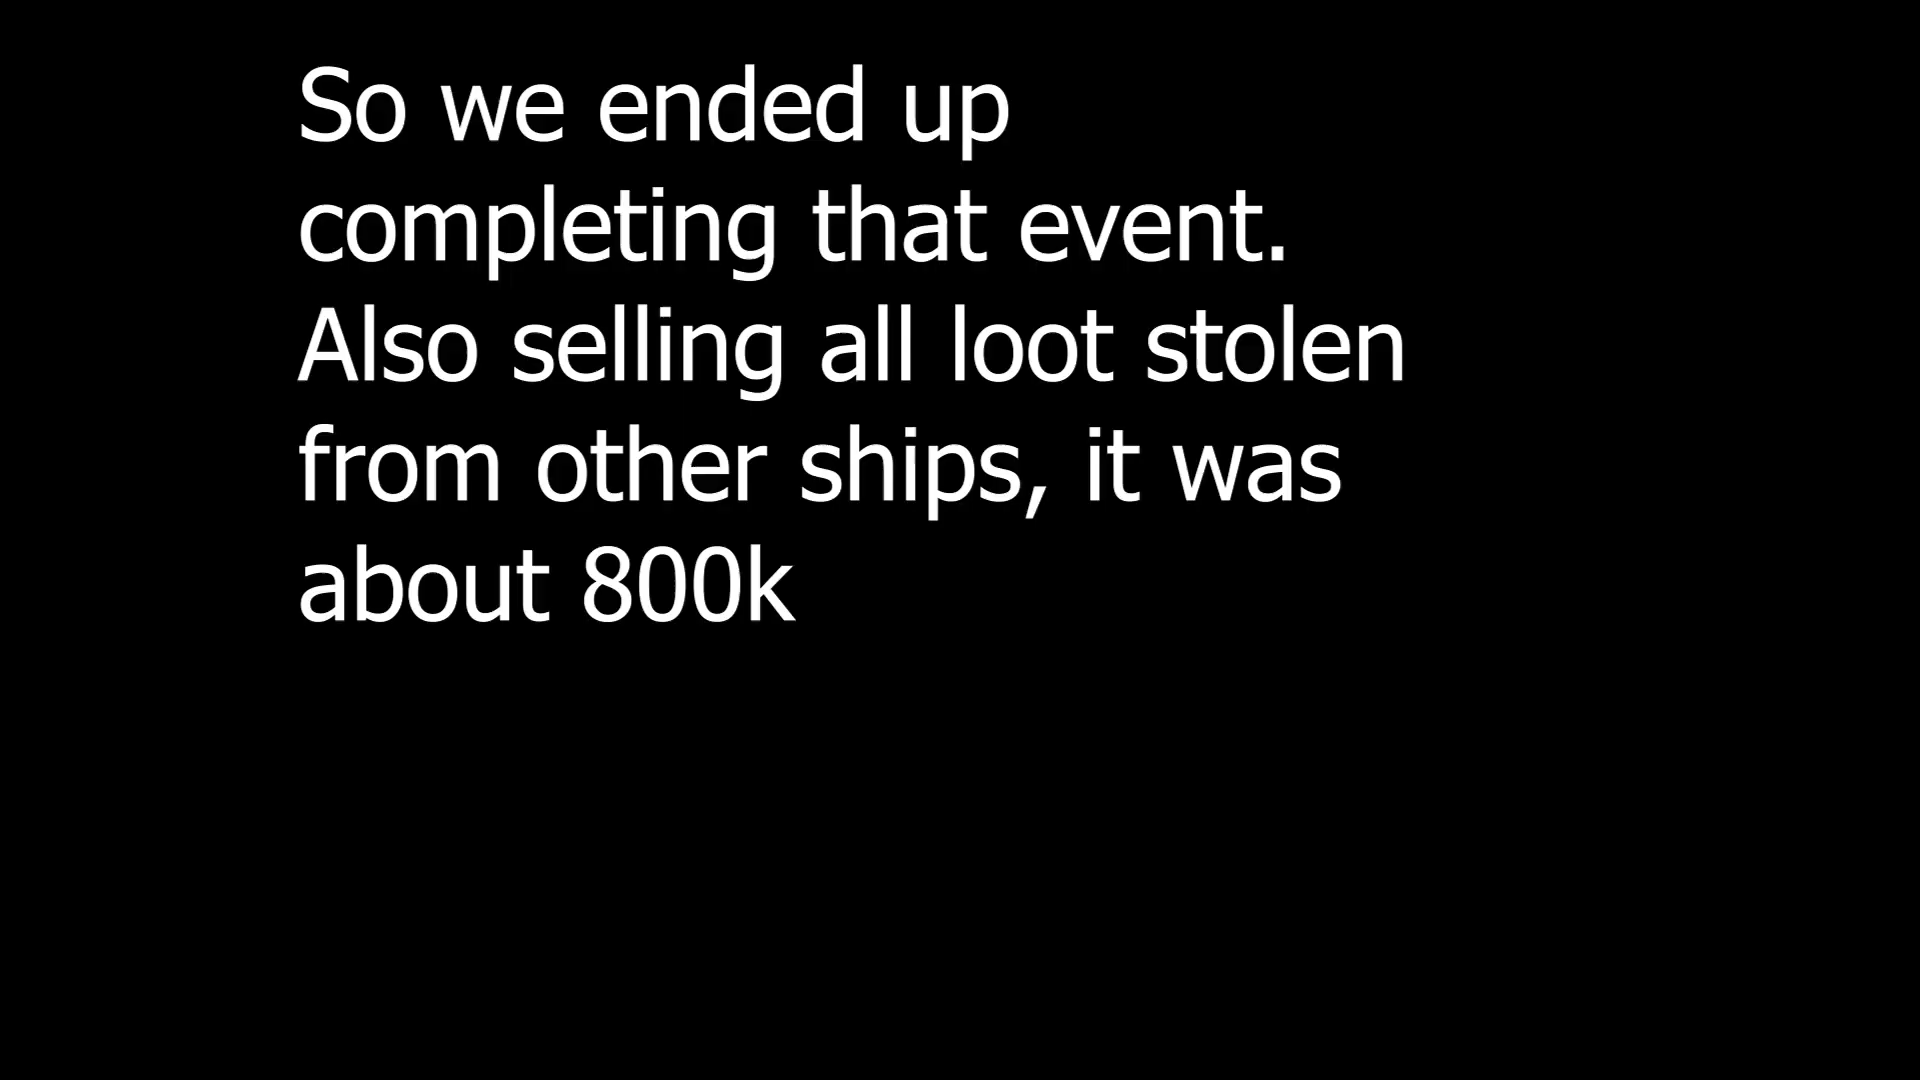 So we ended up
completing that event.
Also selling all loot stolen
from other ships, it was
about 800k